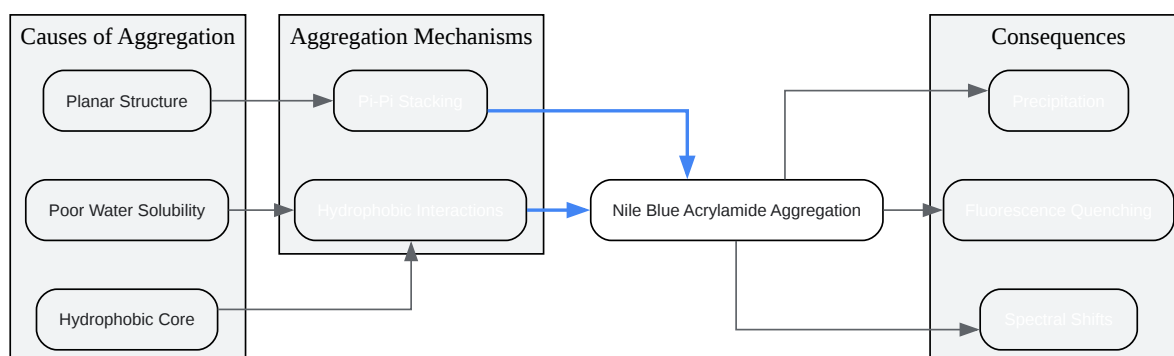 Causes of Aggregation
Planar Structure
Poor Water Solubility
Hydrophobic Core
Aggregation Mechanisms
Pi-Pi Stacking
Hydrophobic Interactions
Nile Blue Acrylamide Aggregation
Consequences
Precipitation
Fluorescence Quenching
Spectral Shifts